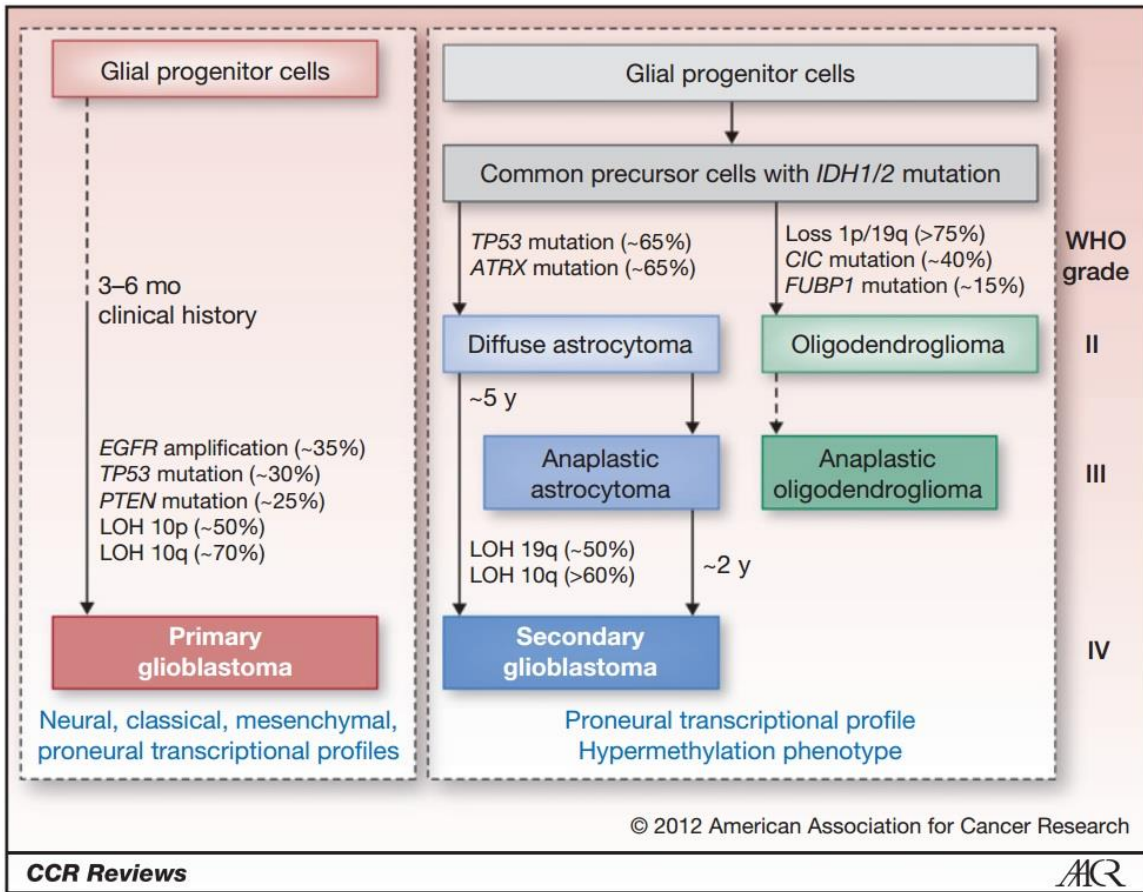 Glial progenitor cells
3–6 mo
clinical history
EGFR amplification (~35%)
TP53 mutation (~30%)
PTEN mutation (~25%)
LOH 10p (~50%)
LOH 10q (~70%)
Primary
glioblastoma
Neural, classical, mesenchymal,
proneural transcriptional profiles
Glial progenitor cells
Common precursor cells with IDH1/2 mutation
TP53 mutation (~65%)
ATRX mutation (~65%)
Loss 1p/19q (>75%)
CIC mutation (~40%)
FUBP1 mutation (~15%)
WHO
grade
Diffuse astrocytoma
Oligodendroglioma
II
~5 y
Anaplastic
astrocytoma
Anaplastic
oligodendroglioma
III
LOH 19q (~50%)
LOH 10q (>60%)
~2 y
Secondary
glioblastoma
IV
Proneural transcriptional profile
Hypermethylation phenotype
© 2012 American Association for Cancer Research
CCR Reviews
AACR